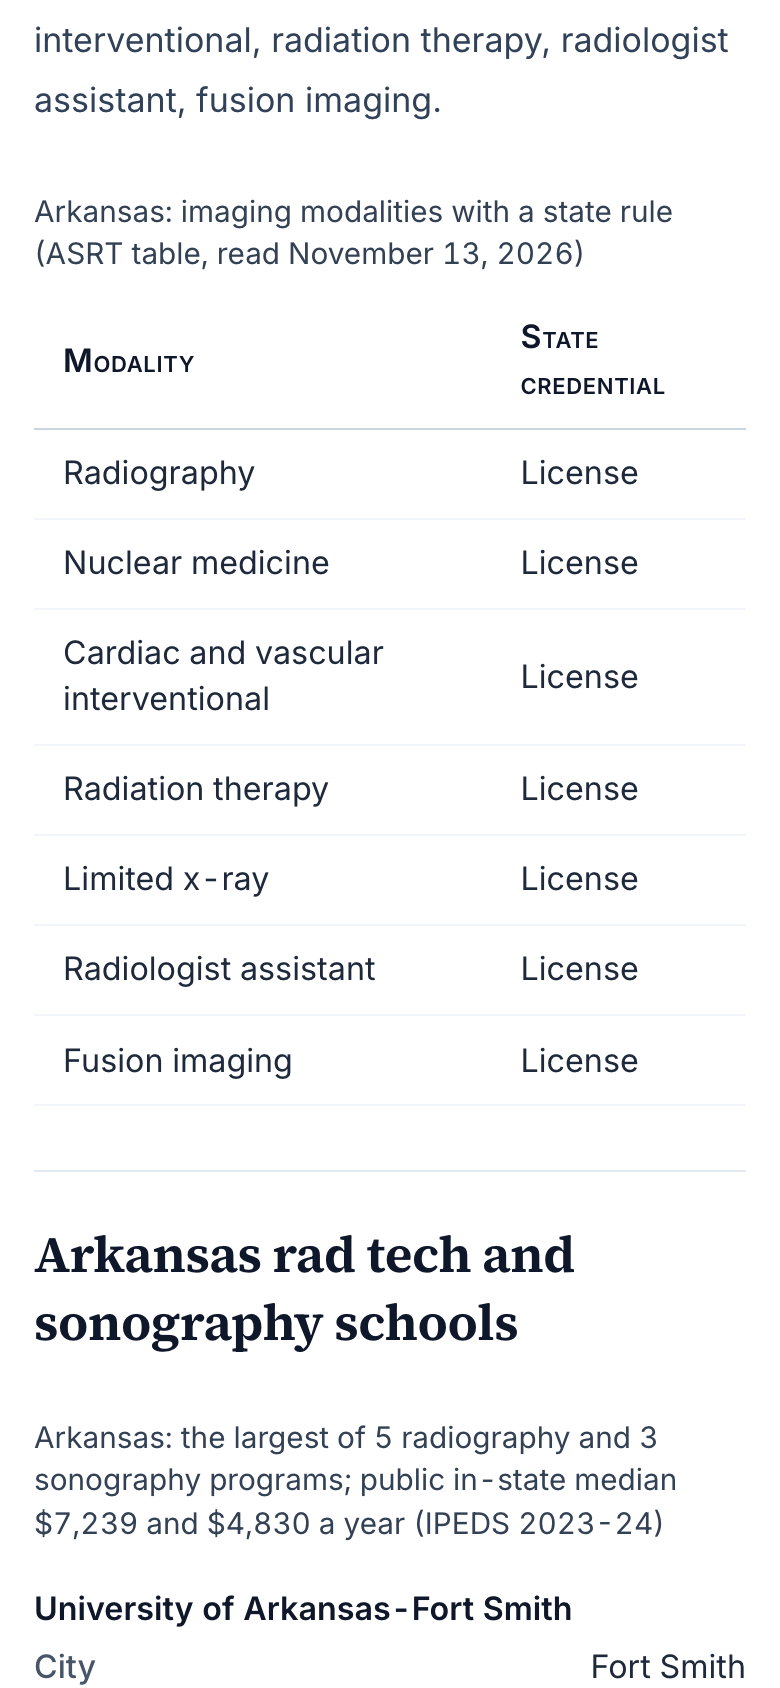 interventional, radiation therapy, radiologist
assistant, fusion imaging.
Arkansas: imaging modalities with a state rule
(ASRT table, read November 13, 2026)
Modality
State
credential
Radiography License
Nuclear medicine License
Cardiac and vascular
interventional
License
Radiation therapy License
Limited x-ray License
Radiologist assistant License
Fusion imaging License
Arkansas rad tech and
sonography schools
Arkansas: the largest of 5 radiography and 3
sonography programs; public in-state median
$7,239 and $4,830 a year (IPEDS 2023-24)
University of Arkansas-Fort Smith
City Fort Smith